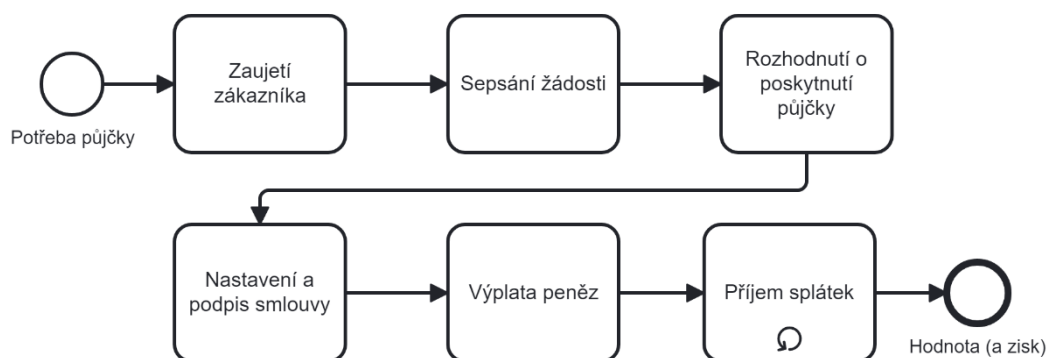 Potřeba půjčky
Zaujetí
zákazníka
Sepsání žádosti
Rozhodnutí o
poskytnutí
půjčky
Nastavení a
podpis smlouvy
Výplata peněz
Příjem splátek
Hodnota (a zisk)